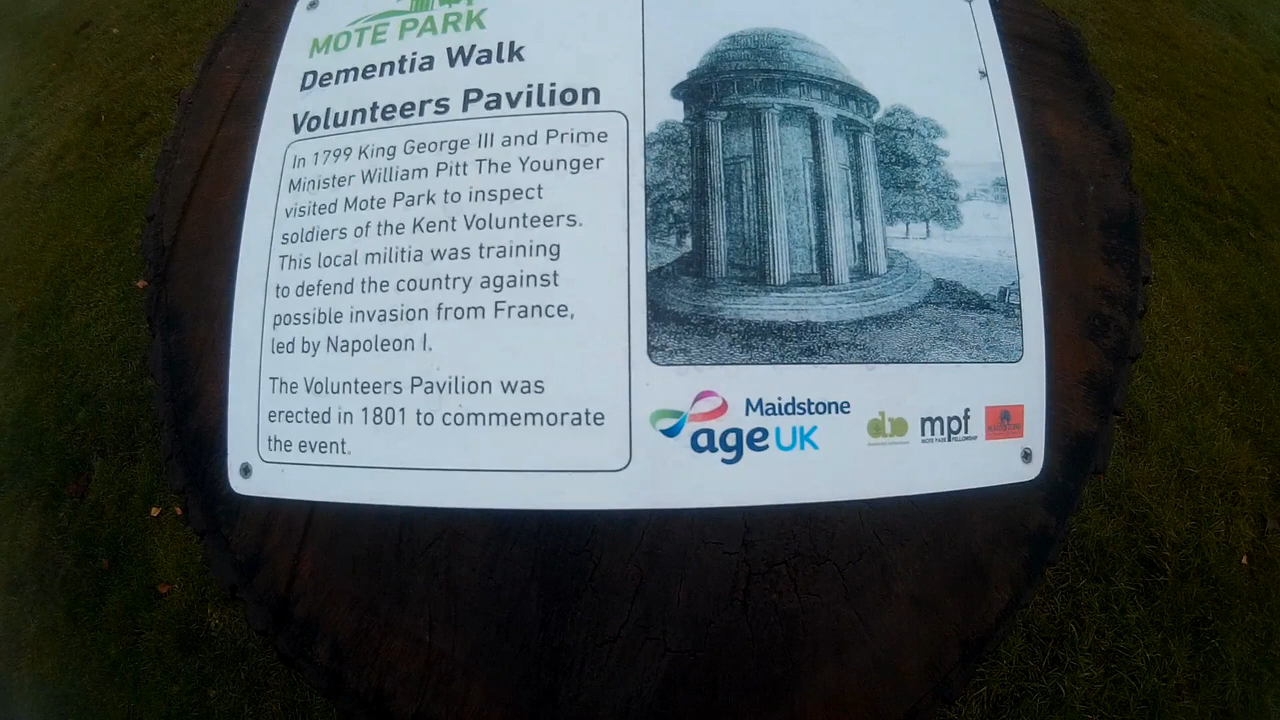 MOTE PARK
Dementia Walk
Volunteers Pavilion
In 1799 King George III and Prime
Minister William Pitt The Younger
visited Mote Park to inspect
soldiers of the Kent Volunteers.
This local militia was training
to defend the country against
possible invasion from France,
led by Napoleon I.
The Volunteers Pavilion was
erected in 1801 to commemorate
the event.
Maidstone
age UK
mpf
MOTE PARK FELLOWSHIP